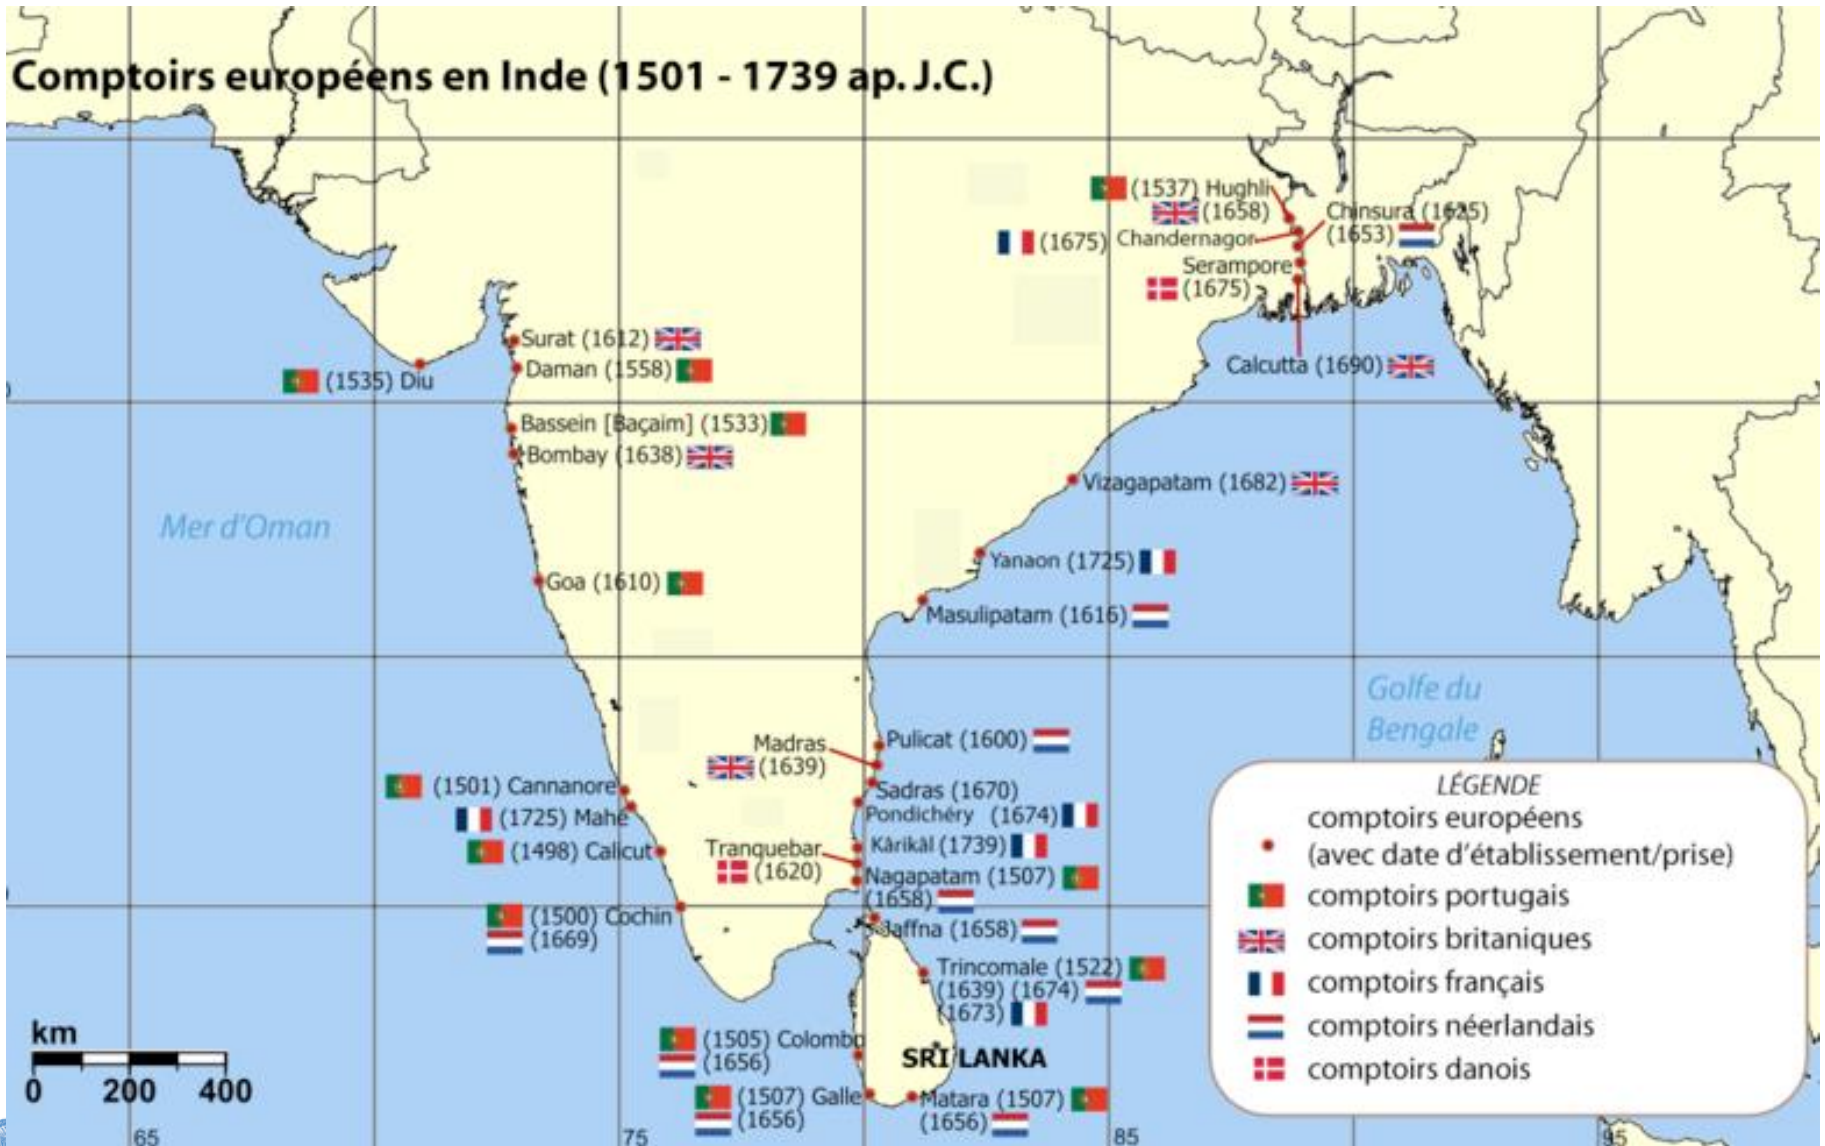 Comptoirs européens en Inde (1501 - 1739 ap. J.C.)
(1537) Hughli
(1658)
Chinsura (1625)
(1653)
(1675) Chandernagor
Serampore
(1675)
Calcutta (1690)
Surat (1612)
Daman (1558)
(1535) Diu
Bassein [Baçaim] (1533)
Bombay (1638)
Vizagapatam (1682)
Mer d'Oman
Yanaon (1725)
Goa (1610)
Masulipatam (1616)
Golfe du
Bengale
Madras
(1639)
Pulicat (1600)
Sadras (1670)
(1501) Cannanore
(1725) Mahé
Pondichéry (1674)
(1498) Calicut
Kârikâl (1739)
Tranquebar
(1620)
Nagapatam (1507)
(1658)
(1500) Cochin
(1669)
Jaffna (1658)
Trincomale (1522)
(1639) (1674)
(1673)
(1505) Colombo
(1656)
SRI LANKA
(1507) Galle
(1656)
Matara (1507)
(1656)
LÉGENDE
comptoirs européens
(avec date d'établissement/prise)
comptoirs portugais
comptoirs britaniques
comptoirs français
comptoirs néerlandais
comptoirs danois
km
0 200 400
65 75 85 95